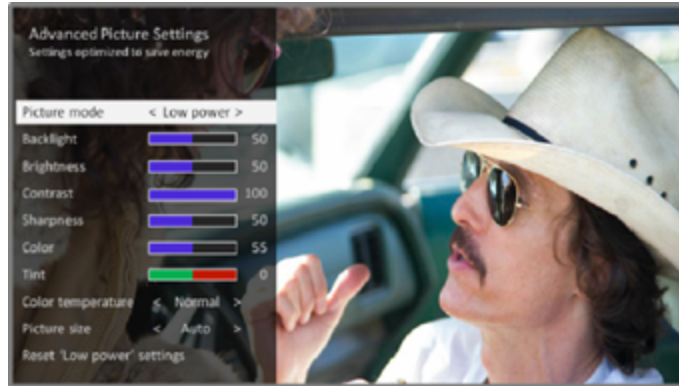 Advanced Picture Settings
Settings optimized to save energy
Picture mode < Low power >
Backlight 50
Brightness 50
Contrast 100
Sharpness 50
Color 55
Tint 0
Color temperature < Normal >
Picture size < Auto >
Reset 'Low power' settings